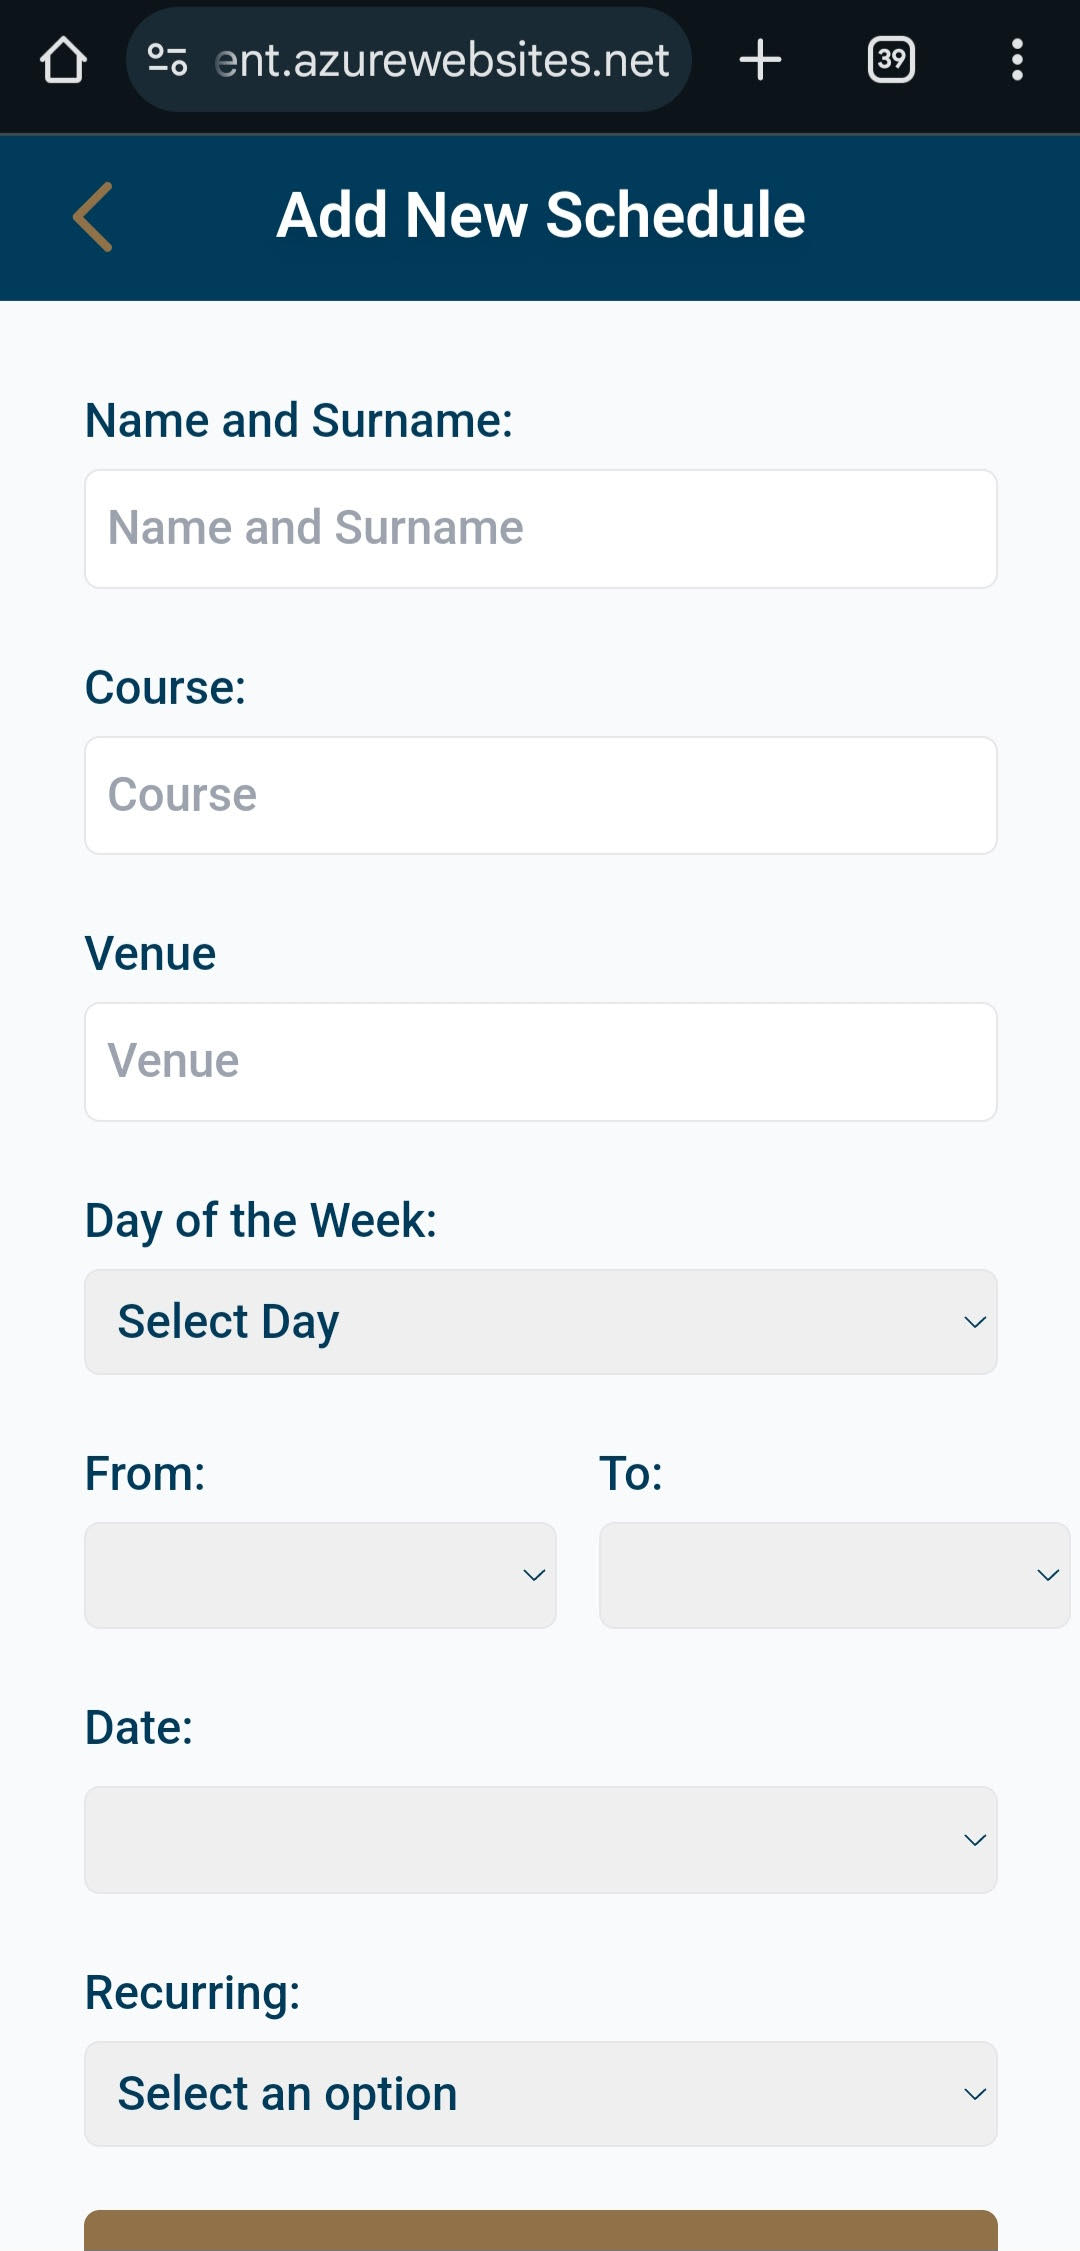 ent.azurewebsites.net
39
Add New Schedule
Name and Surname:
Name and Surname
Course:
Course
Venue
Venue
Day of the Week:
Select Day
From: To:
Date:
Recurring:
Select an option